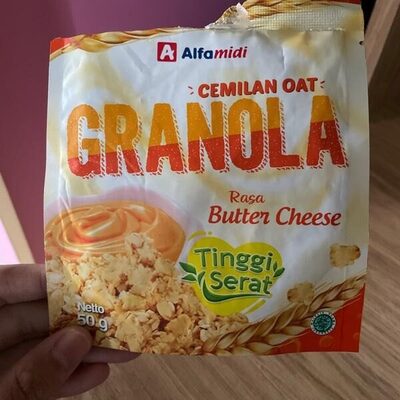 A Alfamidi
CEMILAN OAT
GRANOLA
Rasa
Butter Cheese
Tinggi
Serat
Netto
50 g